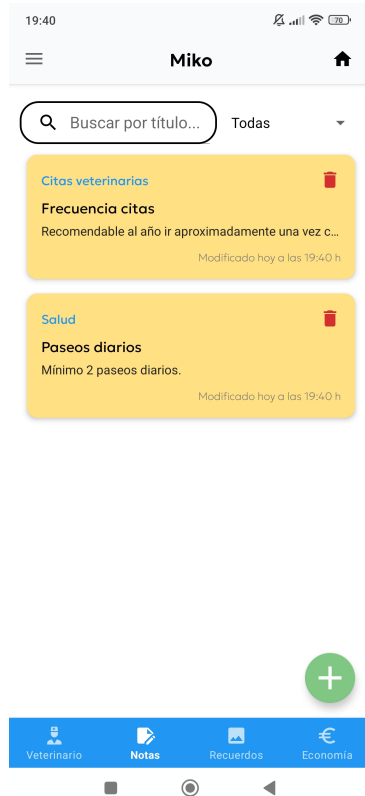 19:40
70
Miko
Buscar por título...
Todas
Citas veterinarias
Frecuencia citas
Recomendable al año ir aproximadamente una vez c...
Modificado hoy a las 19:40 h
Salud
Paseos diarios
Mínimo 2 paseos diarios.
Modificado hoy a las 19:40 h
Veterinario
Notas
Recuerdos
Economía